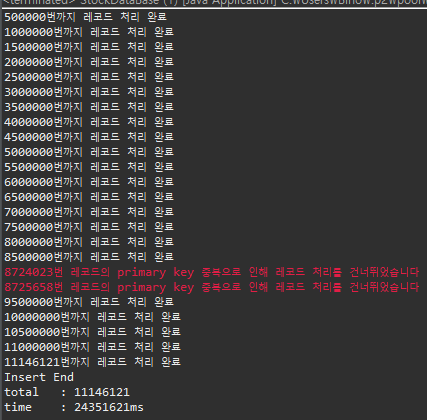 <terminated> StockDataBase (1) [Java Application]
500000번까지 레코드 처리 완료
1000000번까지 레코드 처리 완료
1500000번까지 레코드 처리 완료
2000000번까지 레코드 처리 완료
2500000번까지 레코드 처리 완료
3000000번까지 레코드 처리 완료
3500000번까지 레코드 처리 완료
4000000번까지 레코드 처리 완료
4500000번까지 레코드 처리 완료
5000000번까지 레코드 처리 완료
5500000번까지 레코드 처리 완료
6000000번까지 레코드 처리 완료
6500000번까지 레코드 처리 완료
7000000번까지 레코드 처리 완료
7500000번까지 레코드 처리 완료
8000000번까지 레코드 처리 완료
8500000번까지 레코드 처리 완료
8724023번 레코드의 primary key 중복으로 인해 레코드 처리를 건너뛰었습니다
8725658번 레코드의 primary key 중복으로 인해 레코드 처리를 건너뛰었습니다
9500000번까지 레코드 처리 완료
10000000번까지 레코드 처리 완료
10500000번까지 레코드 처리 완료
11000000번까지 레코드 처리 완료
11146121번까지 레코드 처리 완료
Insert End
total : 11146121
time : 24351621ms